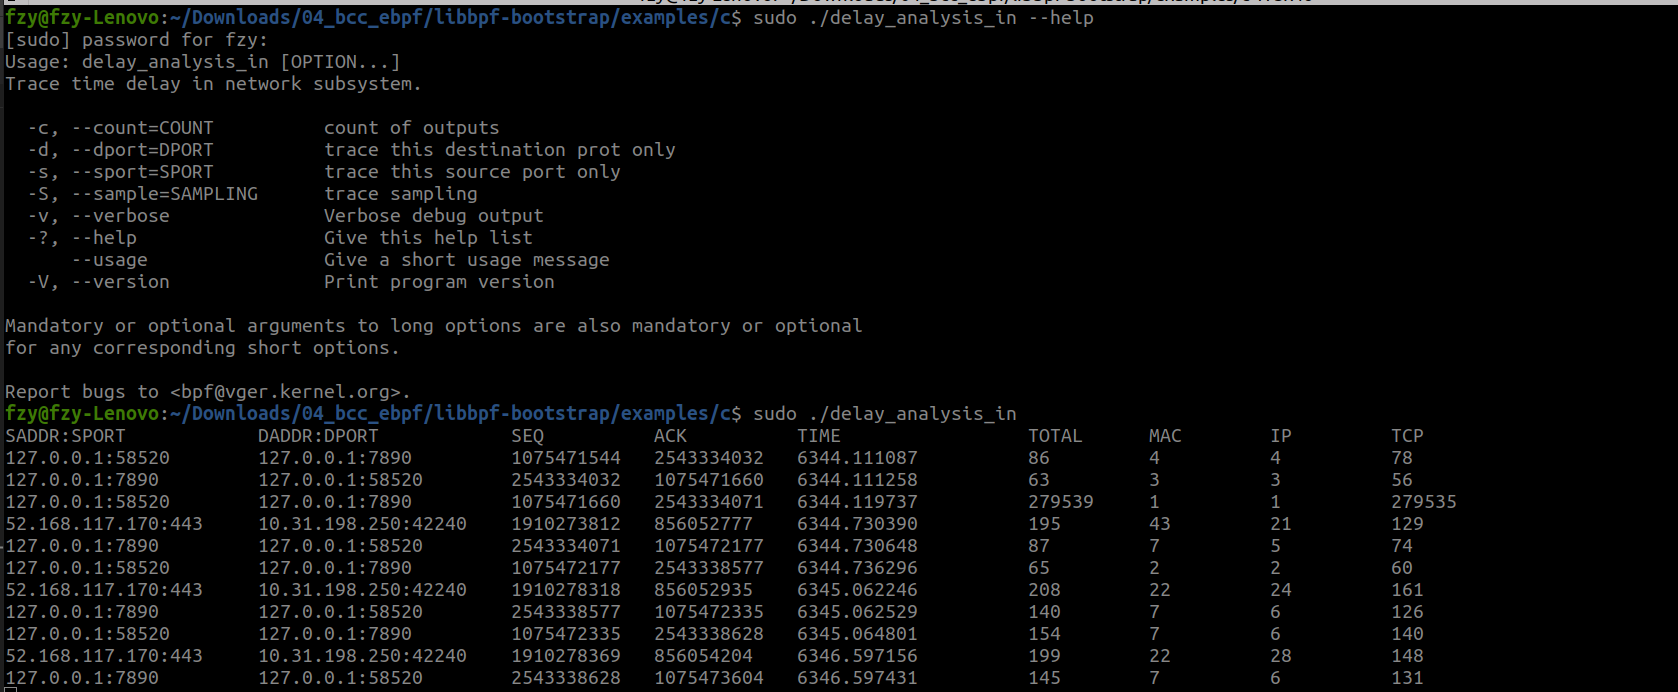 fzy@fzy-Lenovo:~/Downloads/04_bcc_ebpf/libbpf-bootstrap/examples/c$ sudo ./delay_analysis_in --help
[sudo] password for fzy:
Usage: delay_analysis_in [OPTION...]
Trace time delay in network subsystem.
-c, --count=COUNT count of outputs
-d, --dport=DPORT trace this destination prot only
-s, --sport=SPORT trace this source port only
-S, --sample=SAMPLING trace sampling
-v, --verbose Verbose debug output
-?, --help Give this help list
--usage Give a short usage message
-V, --version Print program version
Mandatory or optional arguments to long options are also mandatory or optional
for any corresponding short options.
Report bugs to <bpf@vger.kernel.org>.
fzy@fzy-Lenovo:~/Downloads/04_bcc_ebpf/libbpf-bootstrap/examples/c$ sudo ./delay_analysis_in
SADDR:SPORT DADDR:DPORT SEQ ACK TIME TOTAL MAC IP TCP
127.0.0.1:58520 127.0.0.1:7890 1075471544 2543334032 6344.111087 86 4 4 78
127.0.0.1:7890 127.0.0.1:58520 2543334032 1075471660 6344.111258 63 3 3 56
127.0.0.1:58520 127.0.0.1:7890 1075471660 2543334071 6344.119737 279539 1 1 279535
52.168.117.170:443 10.31.198.250:42240 1910273812 856052777 6344.730390 195 43 21 129
127.0.0.1:7890 127.0.0.1:58520 2543334071 1075472177 6344.730648 87 7 5 74
127.0.0.1:58520 127.0.0.1:7890 1075472177 2543338577 6344.736296 65 2 2 60
52.168.117.170:443 10.31.198.250:42240 1910278318 856052935 6345.062246 208 22 24 161
127.0.0.1:7890 127.0.0.1:58520 2543338577 1075472335 6345.062529 140 7 6 126
127.0.0.1:58520 127.0.0.1:7890 1075472335 2543338628 6345.064801 154 7 6 140
52.168.117.170:443 10.31.198.250:42240 1910278369 856054204 6346.597156 199 22 28 148
127.0.0.1:7890 127.0.0.1:58520 2543338628 1075473604 6346.597431 145 7 6 131